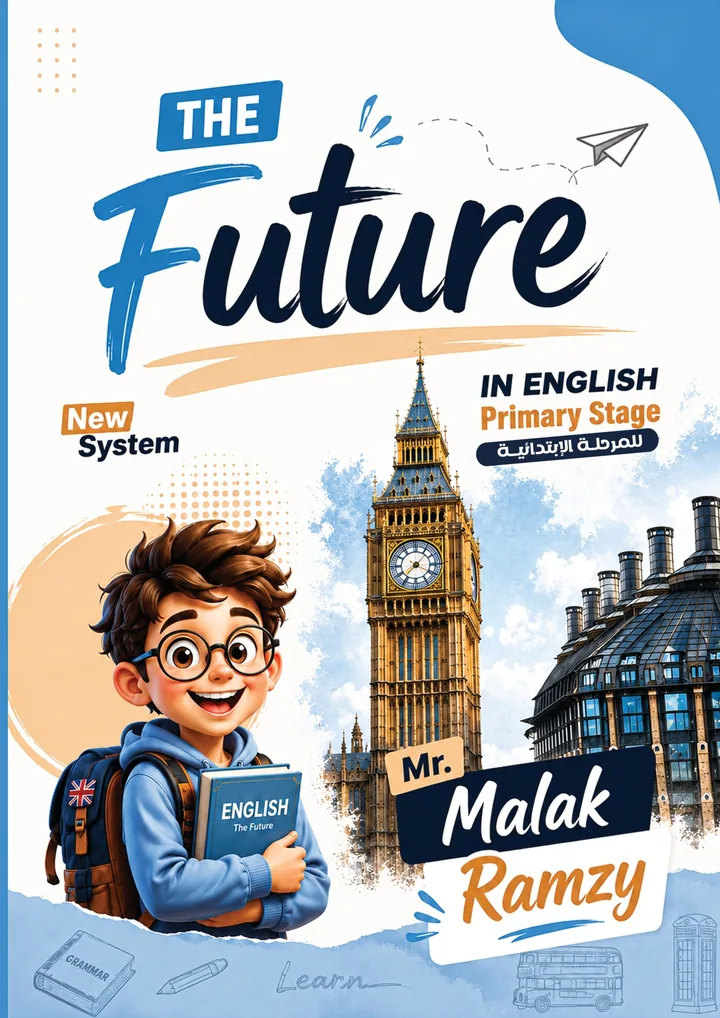 THE
Future
IN ENGLISH
Primary Stage
للمرحلة الإبتدائية
New
System
ENGLISH
The Future
Mr.
Malak
Ramzy
GRAMMAR
Learn